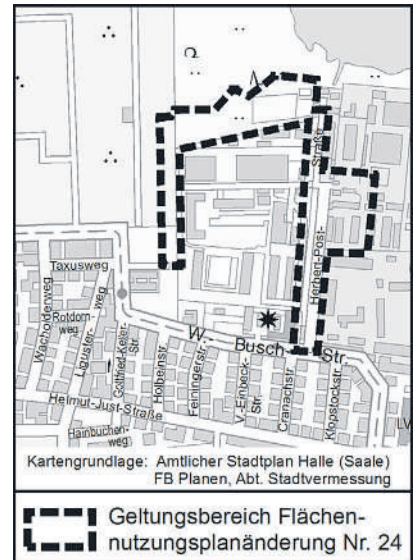 Straße
Herbert-Post-
Taxusweg
Wacholderweg
Rotdorn-
weg
Liguster-
weg
Gottfried-Keller-
Str.
Holbeinstr.
Feiningerstr.
W.- Busch- Str.
V.-Einbeck-
Str.
Cranachstr.
Klopstockstr.
Helmut-Just-Straße
Hainbuchen-
weg
LV
Kartengrundlage: Amtlicher Stadtplan Halle (Saale)
FB Planen, Abt. Stadtvermessung
Geltungsbereich Flächen-
nutzungsplanänderung Nr. 24